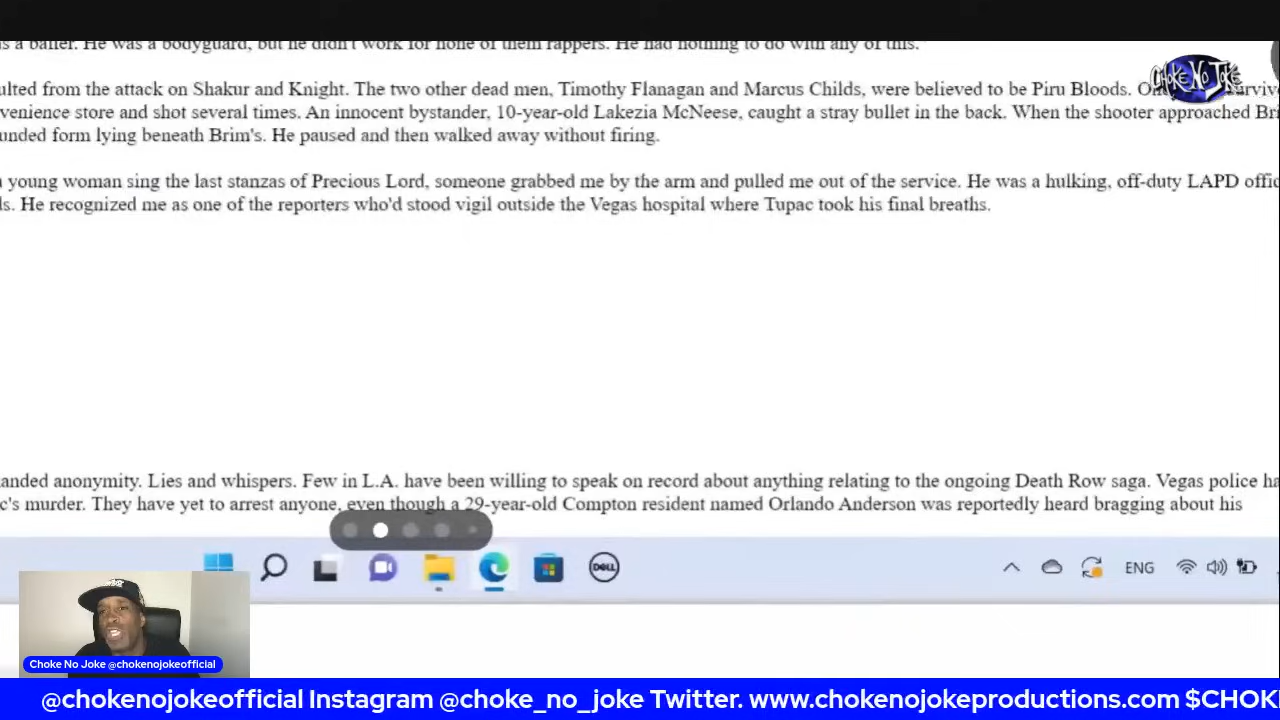 s a baller. He was a bodyguard, but he didn't work for none of them rappers. He had nothing to do with any of this."
CHOKE NO JOKE
ulted from the attack on Shakur and Knight. The two other dead men, Timothy Flanagan and Marcus Childs, were believed to be Piru Bloods. O
venience store and shot several times. An innocent bystander, 10-year-old Lakezia McNeese, caught a stray bullet in the back. When the shooter approached Bri
unded form lying beneath Brim's. He paused and then walked away without firing.
young woman sing the last stanzas of Precious Lord, someone grabbed me by the arm and pulled me out of the service. He was a hulking, off-duty LAPD offic
ds. He recognized me as one of the reporters who'd stood vigil outside the Vegas hospital where Tupac took his final breaths.
anded anonymity. Lies and whispers. Few in L.A. have been willing to speak on record about anything relating to the ongoing Death Row saga. Vegas police ha
c's murder. They have yet to arrest anyone, even though a 29-year-old Compton resident named Orlando Anderson was reportedly heard bragging about his
DELL
ENG
Choke No Joke @chokenojokeofficial
@chokenojokeofficial Instagram @choke_no_joke Twitter. www.chokenojokeproductions.com $CHOK